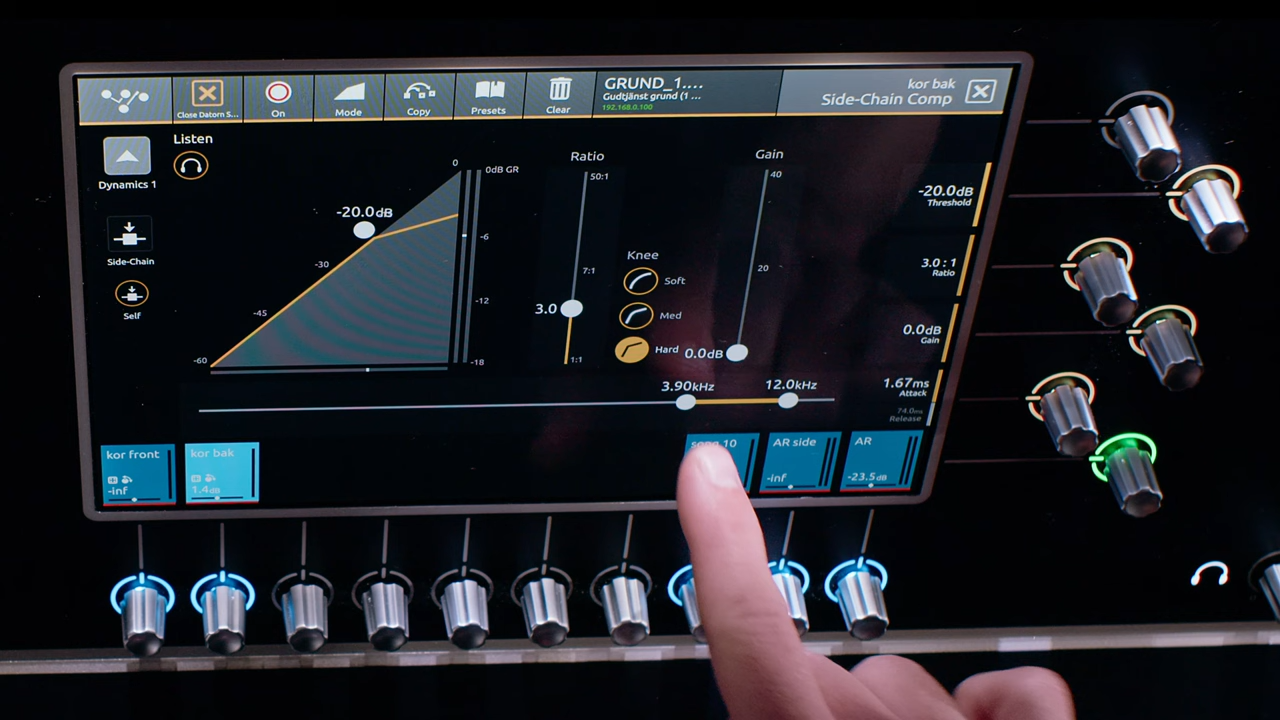 Close Datorn S...
On
Mode
Copy
Presets
Clear
GRUND_1....
Gudtjänst grund (1 ...
192.168.0.100
kor bak
Side-Chain Comp
Dynamics 1
Listen
Side-Chain
Self
-20.0dB
0
-30
-45
-60
0dB GR
-6
-12
-18
Ratio
50:1
7:1
3.0
1:1
Knee
Soft
Med
Hard
Gain
40
20
0.0dB
3.90kHz
12.0kHz
-20.0dB
Threshold
3.0 : 1
Ratio
0.0dB
Gain
1.67ms
Attack
74.0ms
Release
kor front
-inf
kor bak
1.4dB
10
AR side
-inf
AR
-23.5dB